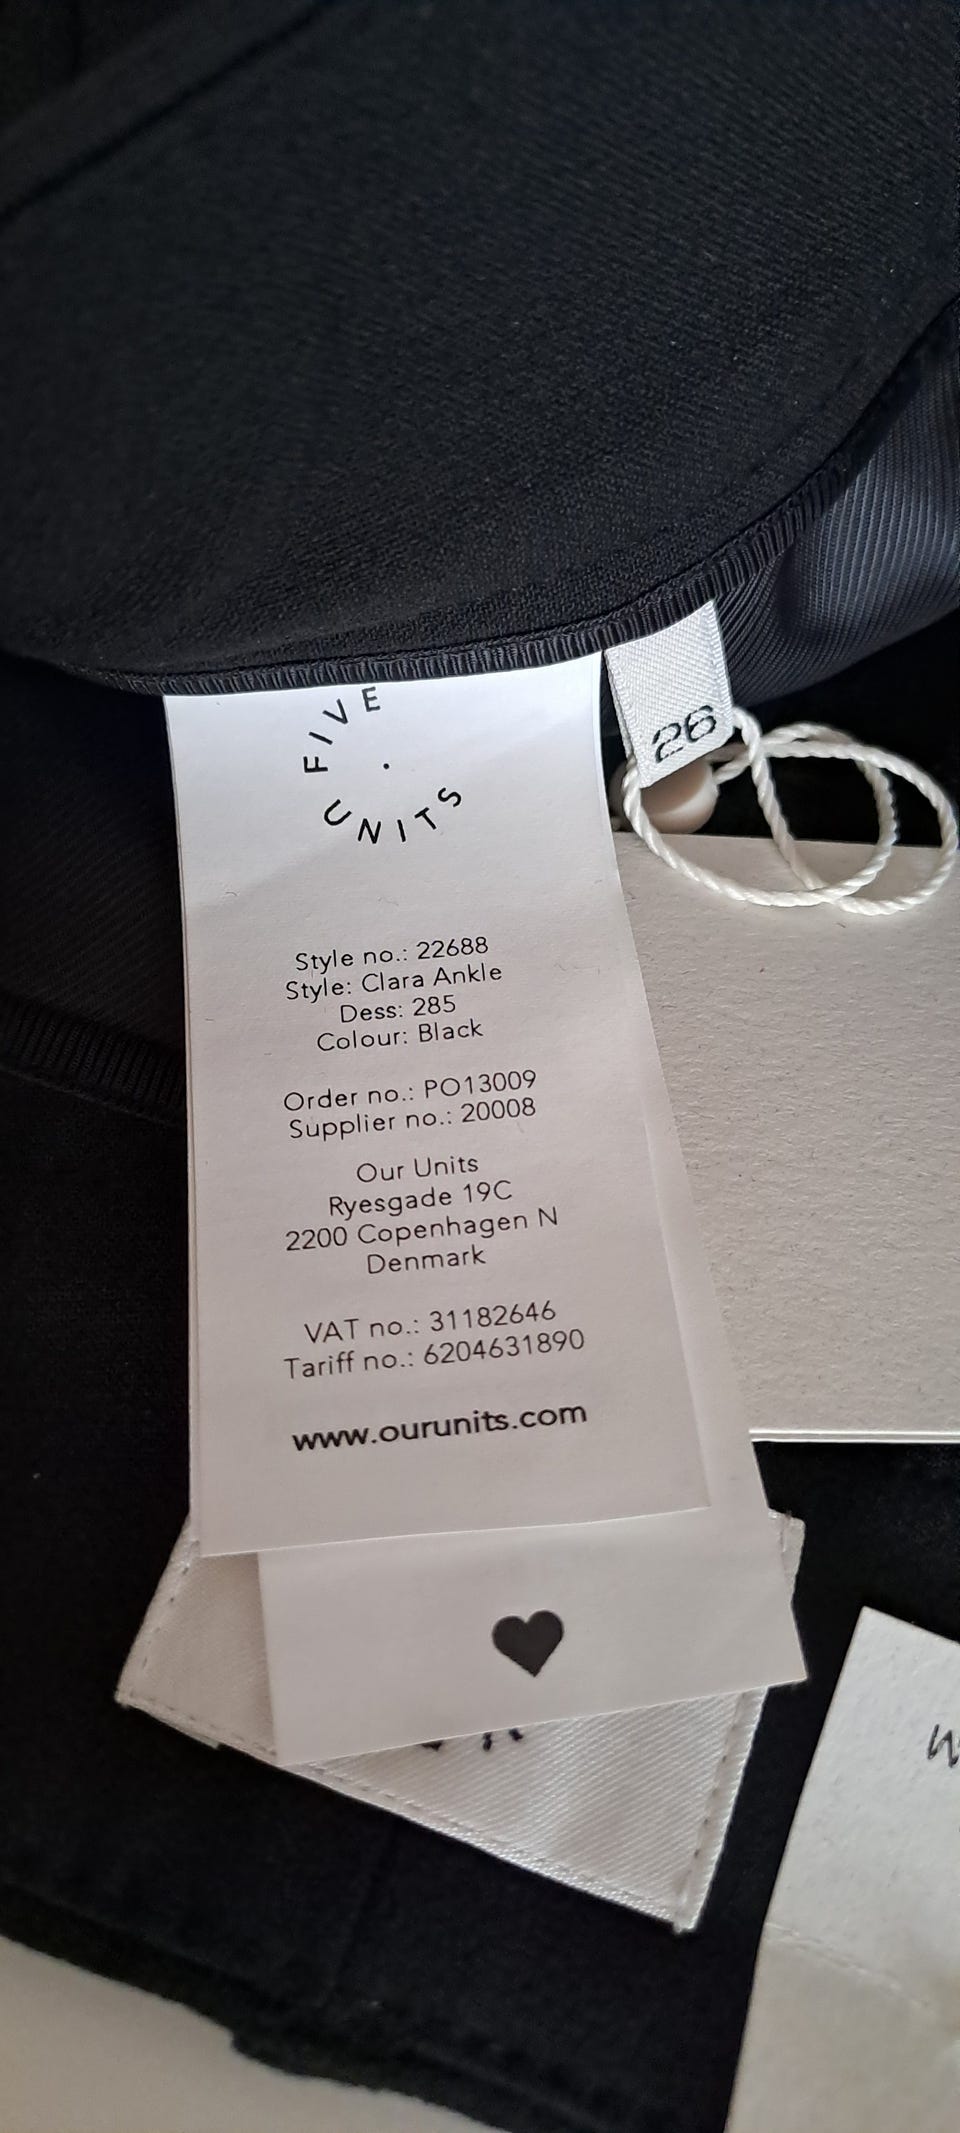 FIVE
UNITS
26
Style no.: 22688
Style: Clara Ankle
Dess: 285
Colour: Black
Order no.: PO13009
Supplier no.: 20008
Our Units
Ryesgade 19C
2200 Copenhagen N
Denmark
VAT no.: 31182646
Tariff no.: 6204631890
www.ourunits.com